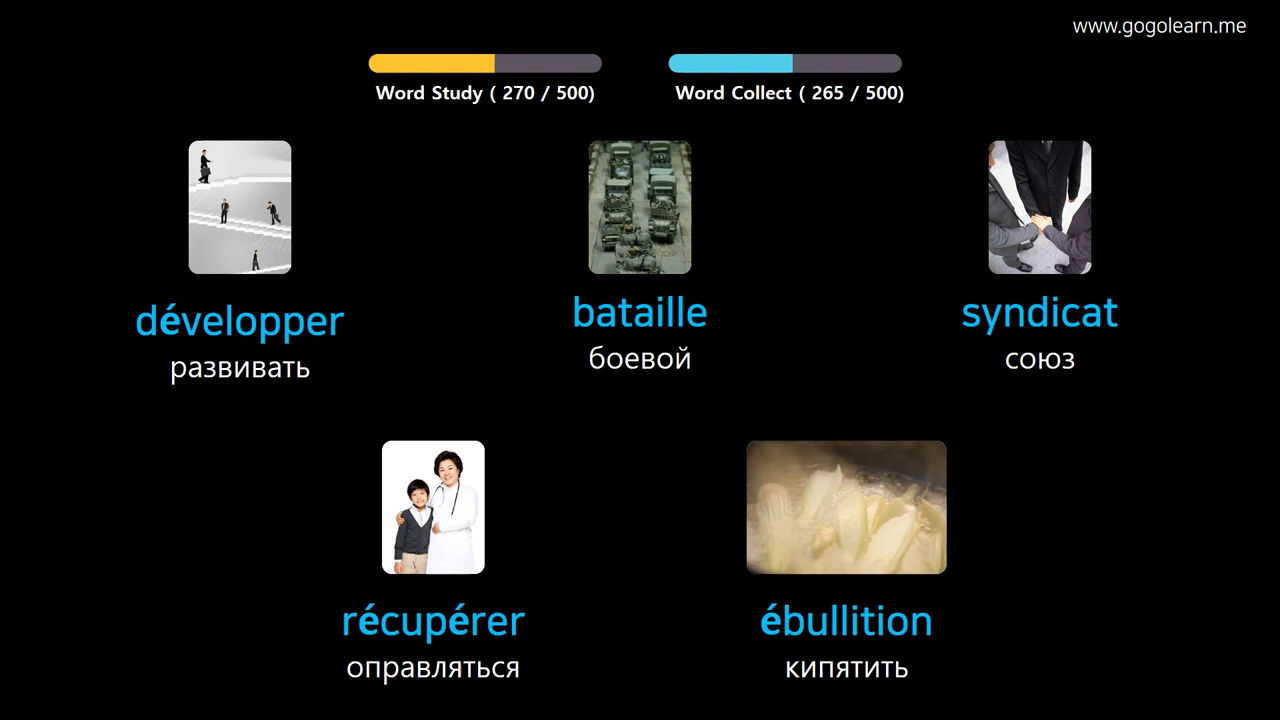 www.gogolearn.me
Word Study ( 270 / 500)
Word Collect ( 265 / 500)
développer
bataille
syndicat
развивать
боевой
союз
récupérer
ébullition
оправляться
кипятить